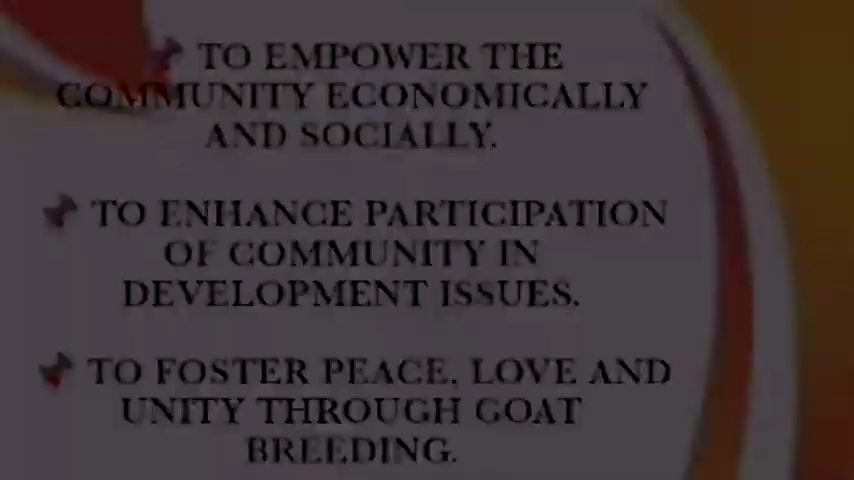 TO EMPOWER THE
COMMUNITY ECONOMICALLY
AND SOCIALLY.
TO ENHANCE PARTICIPATION
OF COMMUNITY IN
DEVELOPMENT ISSUES.
TO FOSTER PEACE, LOVE AND
UNITY THROUGH GOAT
BREEDING.